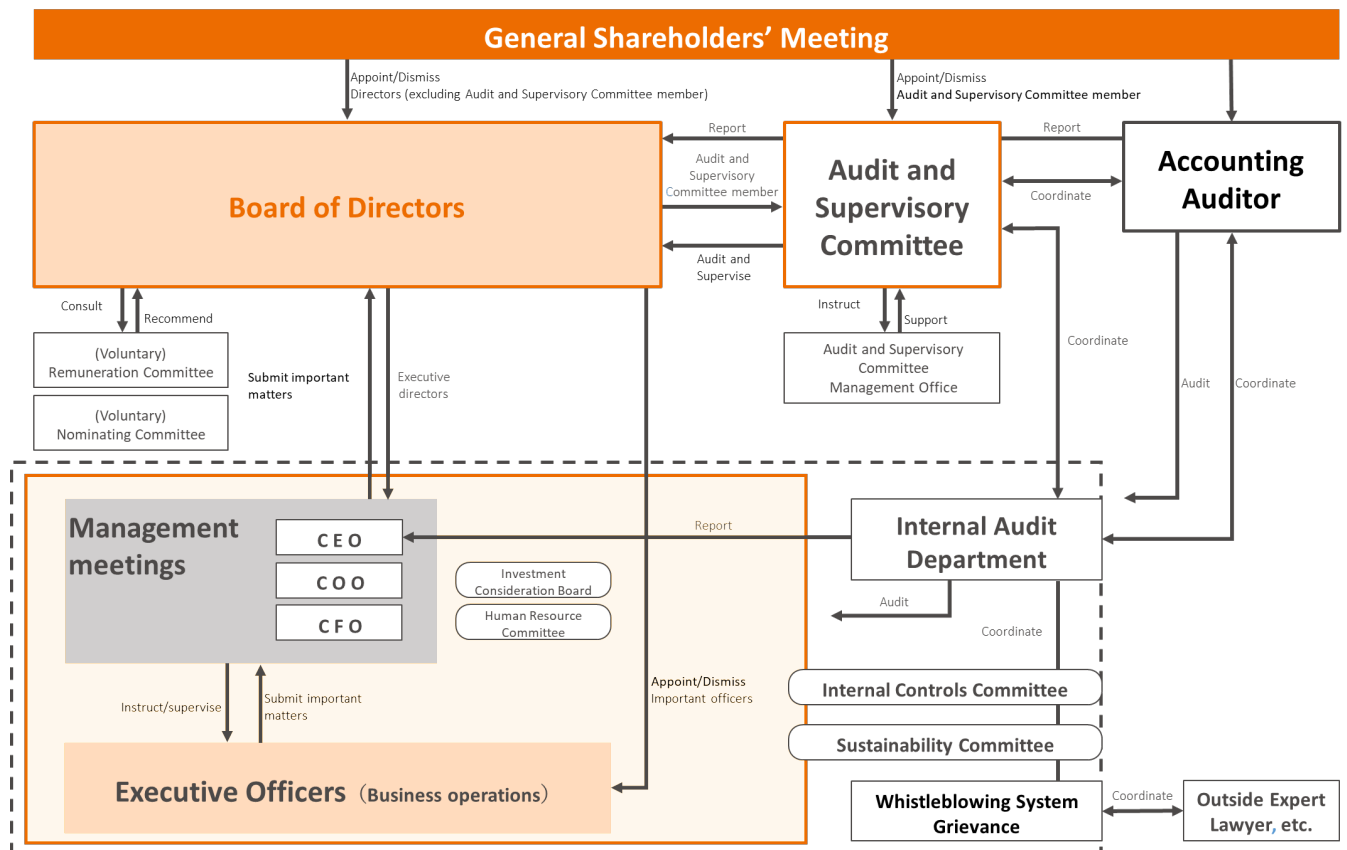 General Shareholders’ Meeting
Appoint/Dismiss
Directors (excluding Audit and Supervisory Committee member)
Appoint/Dismiss
Audit and Supervisory Committee member
Board of Directors
Report
Audit and
Supervisory
Committee member
Audit and
Supervise
Audit and
Supervisory
Committee
Report
Coordinate
Accounting
Auditor
Consult
Recommend
(Voluntary)
Remuneration Committee
(Voluntary)
Nominating Committee
Submit important
matters
Executive
directors
Instruct
Support
Audit and Supervisory
Committee
Management Office
Coordinate
Audit
Coordinate
Management
meetings
CEO
COO
CFO
Investment
Consideration Board
Human Resource
Committee
Report
Internal Audit
Department
Audit
Coordinate
Appoint/Dismiss
Important officers
Internal Controls Committee
Sustainability Committee
Instruct/supervise
Submit important
matters
Executive Officers（Business operations）
Whistleblowing System
Grievance
Coordinate
Outside Expert
Lawyer, etc.